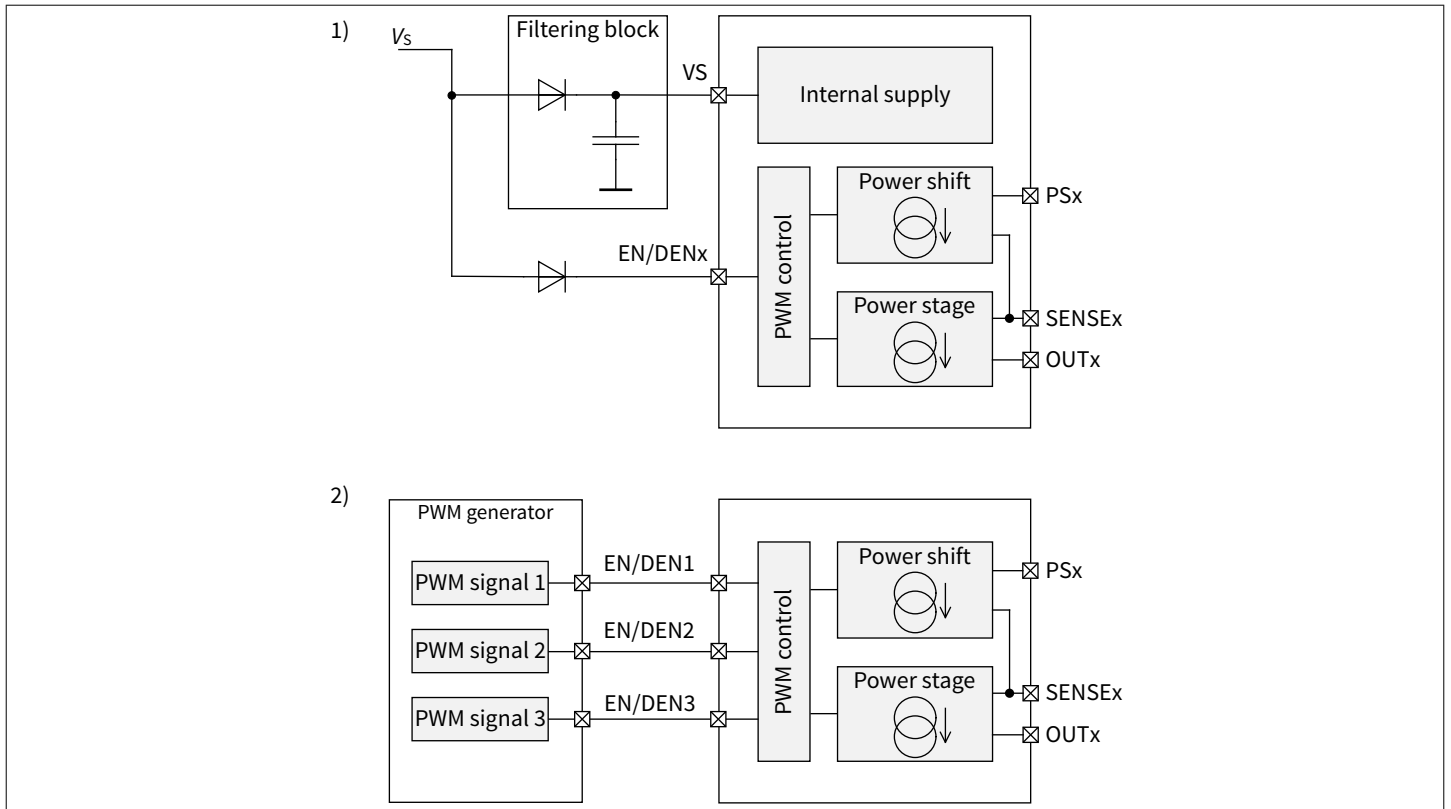 1)
VS
Filtering block
VS
Internal supply
EN/DENx
PWM control
Power shift
PSx
Power stage
SENSEx
OUTx
2)
PWM generator
PWM signal 1
EN/DEN1
PWM signal 2
EN/DEN2
PWM signal 3
EN/DEN3
PWM control
Power shift
PSx
Power stage
SENSEx
OUTx